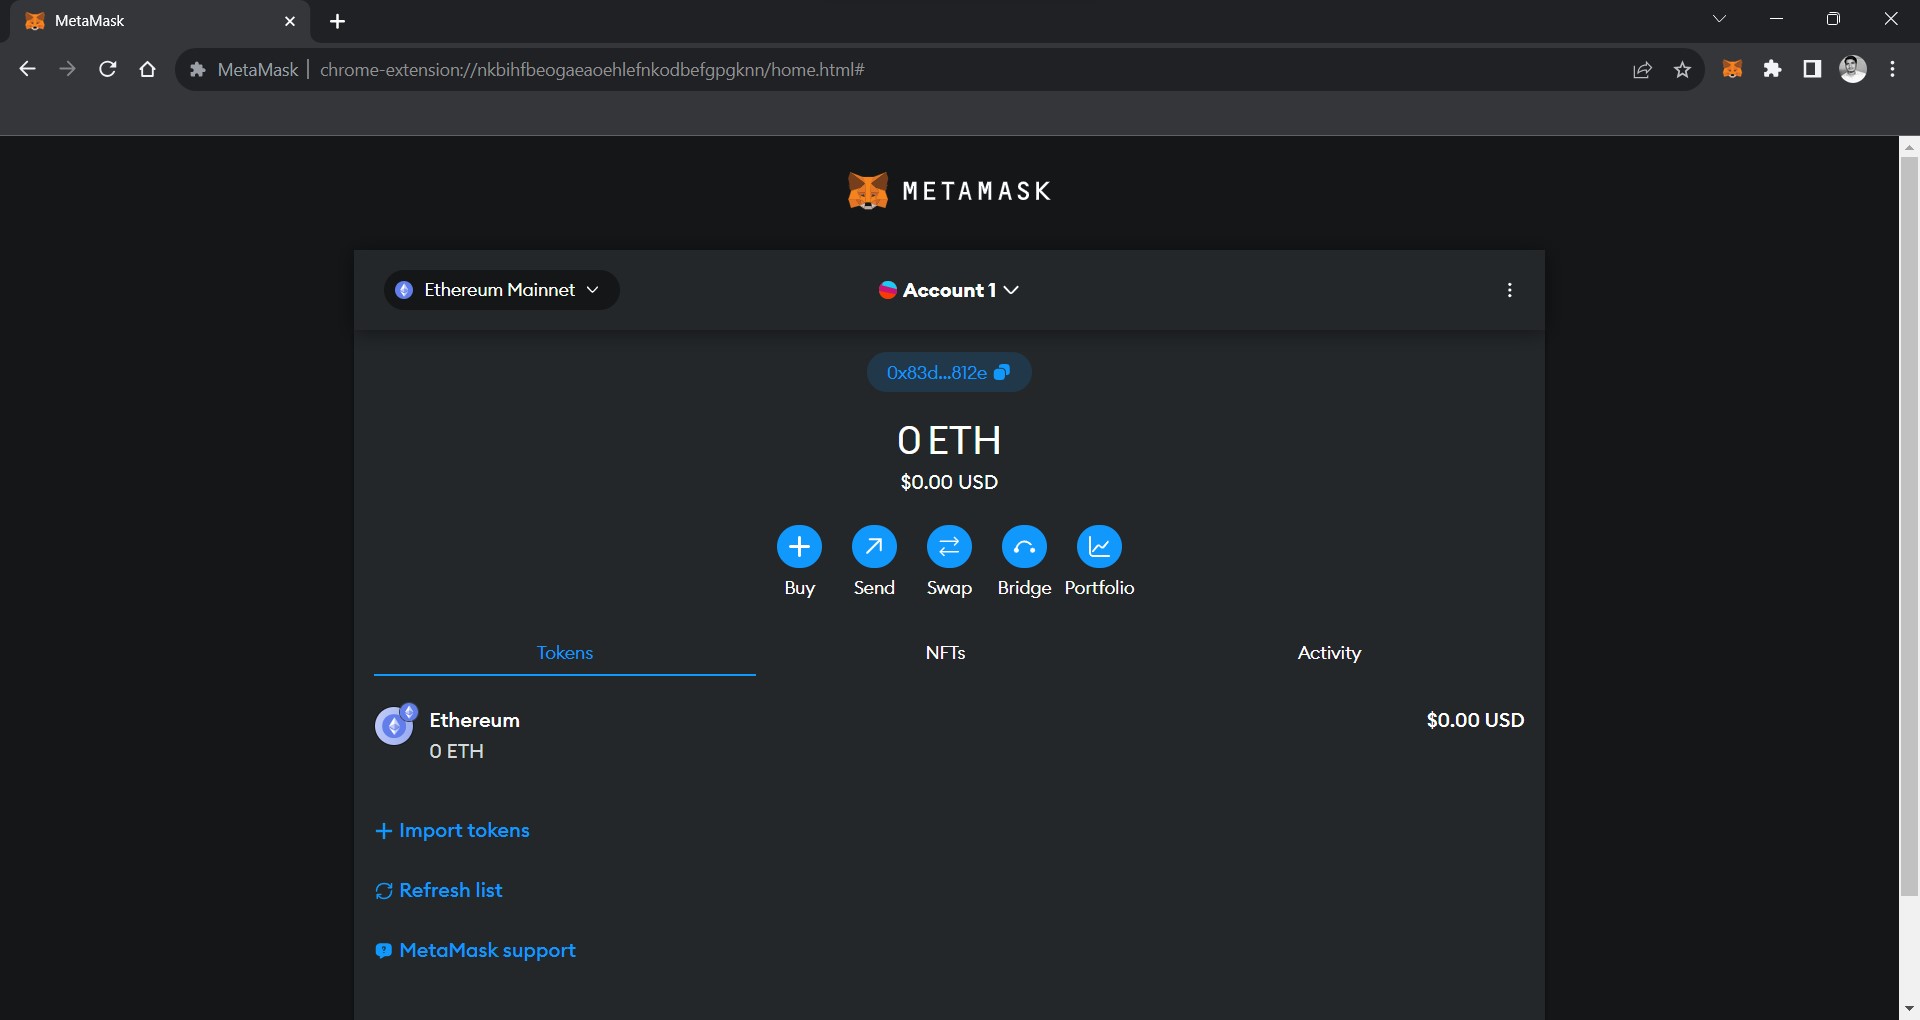 MetaMask
MetaMask | chrome-extension://nkbihfbeogaeaoehlefnkodbefgpgknn/home.html#
METAMASK
Ethereum Mainnet
Account 1
0x83d...812e
0 ETH
$0.00 USD
Buy Send Swap Bridge Portfolio
Tokens NFTs Activity
Ethereum $0.00 USD
0 ETH
Import tokens
Refresh list
MetaMask support